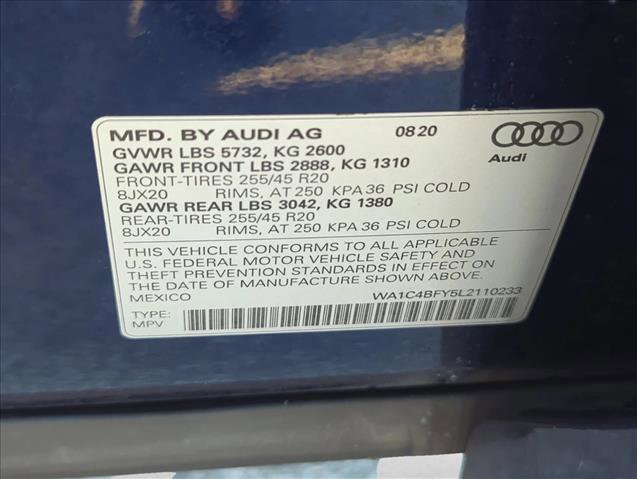 MFD. BY AUDI AG 08 20
Audi
GVWR LBS 5732, KG 2600
GAWR FRONT LBS 2888, KG 1310
FRONT-TIRES 255/45 R20
8JX20 RIMS, AT 250 KPA 36 PSI COLD
GAWR REAR LBS 3042, KG 1380
REAR-TIRES 255/45 R20
8JX20 RIMS, AT 250 KPA 36 PSI COLD
THIS VEHICLE CONFORMS TO ALL APPLICABLE
U.S. FEDERAL MOTOR VEHICLE SAFETY AND
THEFT PREVENTION STANDARDS IN EFFECT ON
THE DATE OF MANUFACTURE SHOWN ABOVE.
MEXICO WA1C4BFY5L2110233
TYPE:
MPV